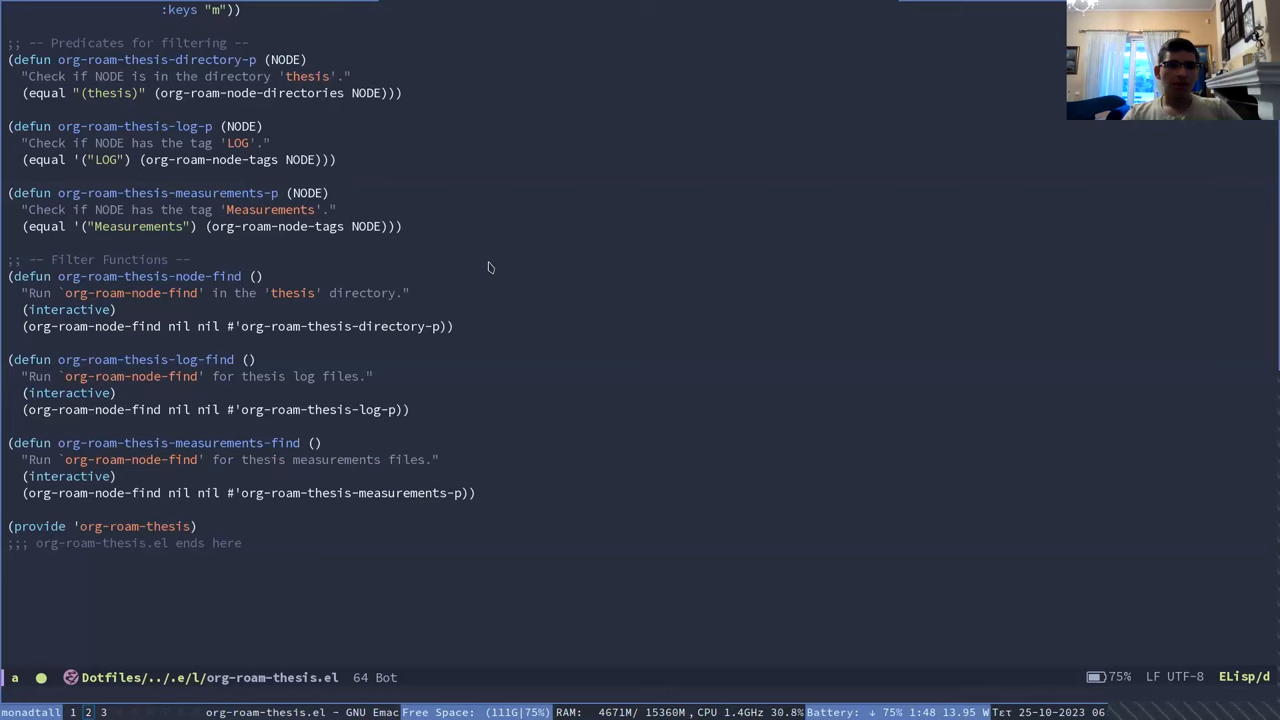 :keys "m"))
;; -- Predicates for filtering --
(defun org-roam-thesis-directory-p (NODE)
"Check if NODE is in the directory 'thesis'."
(equal "(thesis)" (org-roam-node-directories NODE)))
(defun org-roam-thesis-log-p (NODE)
"Check if NODE has the tag 'LOG'."
(equal '("LOG") (org-roam-node-tags NODE)))
(defun org-roam-thesis-measurements-p (NODE)
"Check if NODE has the tag 'Measurements'."
(equal '("Measurements") (org-roam-node-tags NODE)))
;; -- Filter Functions --
(defun org-roam-thesis-node-find ()
"Run `org-roam-node-find' in the 'thesis' directory."
(interactive)
(org-roam-node-find nil nil #'org-roam-thesis-directory-p))
(defun org-roam-thesis-log-find ()
"Run `org-roam-node-find' for thesis log files."
(interactive)
(org-roam-node-find nil nil #'org-roam-thesis-log-p))
(defun org-roam-thesis-measurements-find ()
"Run `org-roam-node-find' for thesis measurements files."
(interactive)
(org-roam-node-find nil nil #'org-roam-thesis-measurements-p))
(provide 'org-roam-thesis)
;;; org-roam-thesis.el ends here
a Dotfiles/../.e/l/org-roam-thesis.el 64 Bot 75% LF UTF-8 ELisp/d
monadtall 1 2 3 org-roam-thesis.el - GNU Emac Free Space: (111G|75%) RAM: 4671M/ 15360M, CPU 1.4GHz 30.8% Battery: ↓ 75% 1:48 13.95 W Τετ 25-10-2023 06